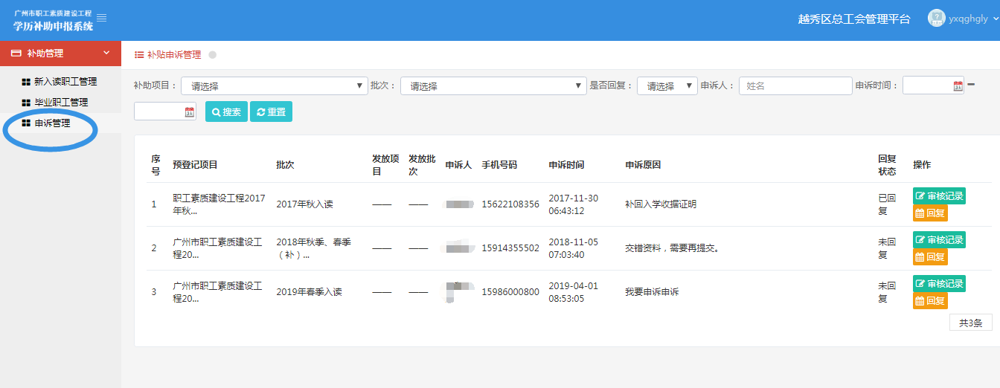 广州市职工素质建设工程
学历补助申报系统
越秀区总工会管理平台
yxqghgly
补助管理
新入读职工管理
毕业职工管理
申诉管理
补贴申诉管理
补助项目： 请选择 批次： 请选择 是否回复： 请选择 申诉人： 姓名 申诉时间：
搜索 重置
序号 预登记项目 批次 发放项目 发放批次 申诉人 手机号码 申诉时间 申诉原因 回复状态 操作
1 职工素质建设工程2017年秋... 2017年秋入读 —— —— 15622108356 2017-11-30 06:43:12 补回入学收据证明 已回复 审核记录 回复
2 广州市职工素质建设工程20... 2018年秋季、春季（补）... —— —— 15914355502 2018-11-05 07:03:40 交错资料，需要再提交。 未回复 审核记录 回复
3 广州市职工素质建设工程20... 2019年春季入读 —— —— 15986000800 2019-04-01 08:53:05 我要申诉申诉 未回复 审核记录 回复
共3条